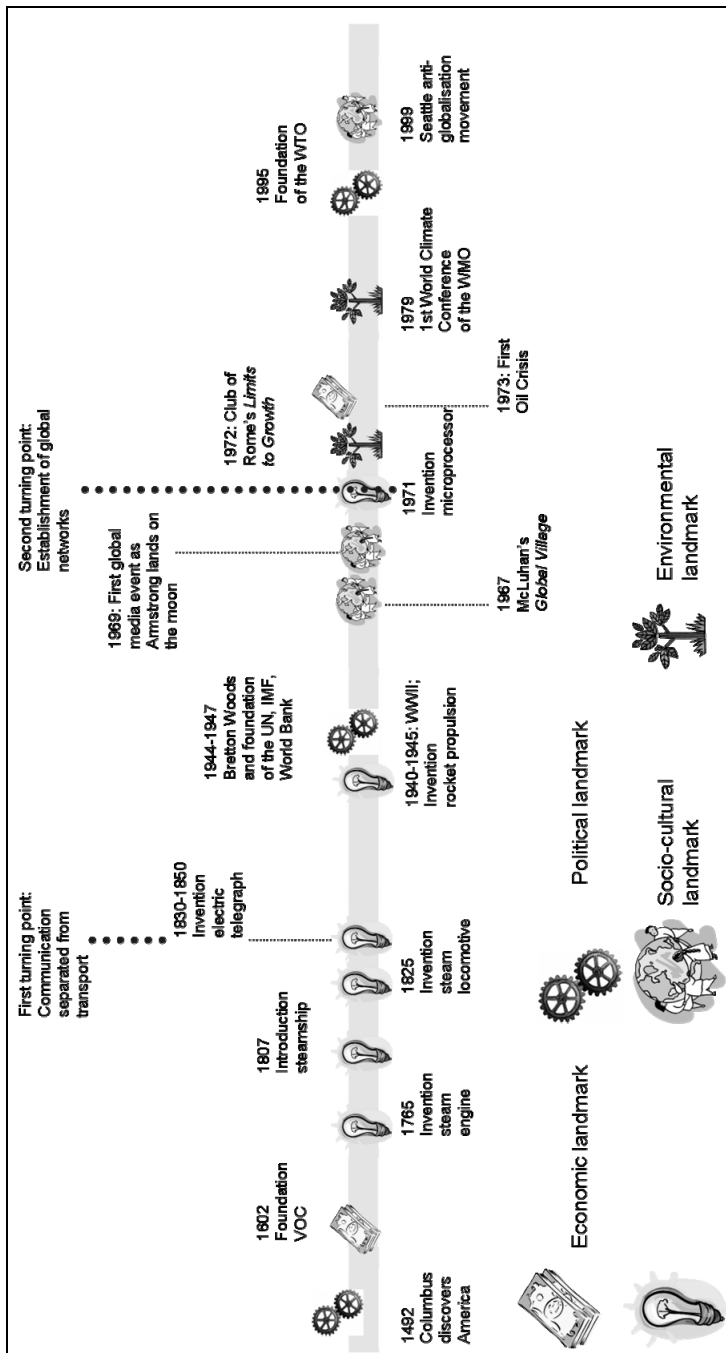 First turning point:
Communication
separated from
transport
Second turning point:
Establishment of global
networks
1492
Columbus
discovers
America
1602
Foundation
VOC
1765
Invention
steam
engine
1807
Introduction
steamship
1825
Invention
steam
locomotive
1830-1850
Invention
electric
telegraph
1940-1945: WWII;
Invention
rocket propulsion
1944-1947
Bretton Woods
and foundation
of the UN, IMF,
World Bank
1967
McLuhan's
Global Village
1969: First global
media event as
Armstrong lands on
the moon
1971
Invention
microprocessor
1972: Club of
Rome's Limits
to Growth
1973: First
Oil Crisis
1979
1st World Climate
Conference
of the WMO
1995
Foundation
of the WTO
1999
Seattle anti-
globalisation
movement
Economic landmark
Political landmark
Socio-cultural
landmark
Environmental
landmark